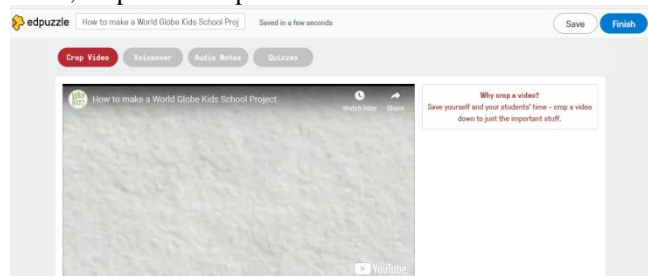 edpuzzle How to make a World Globe Kids School Proj Saved in a few seconds Save Finish
Crop Video Voiceover Audio Notes Quizzes
How to make a World Globe Kids School Project
Watch later Share
Why crop a video?
Save yourself and your students' time - crop a video
down to just the important stuff.
YouTube